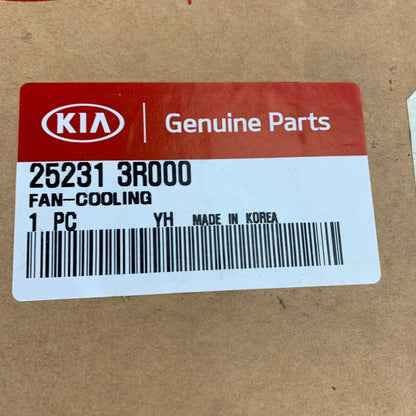 KIA
Genuine Parts
25231 3R000
FAN-COOLING
1 PC YH MADE IN KOREA